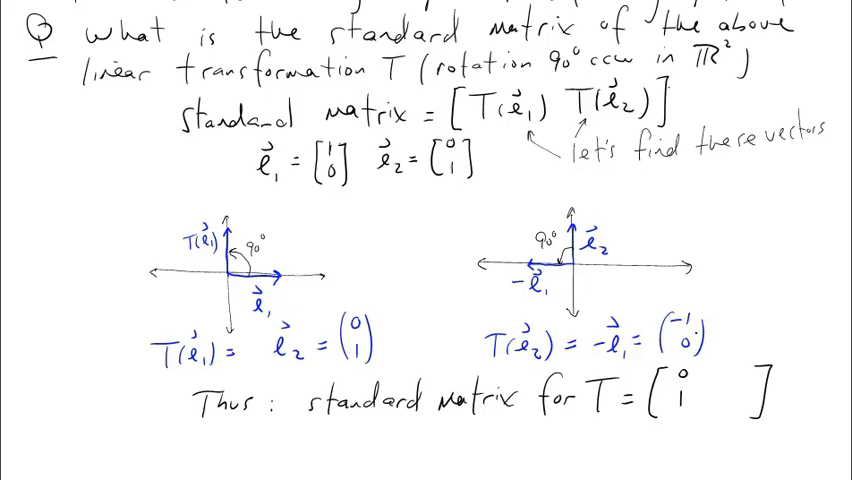 Q What is the standard matrix of the above
linear transformation T (rotation 90° ccw in ℝ²)
standard matrix = [T(e⃗₁) T(e⃗₂)]
let's find these vectors
e⃗₁ = [1 0] e⃗₂ = [0 1]
T(e⃗₁) 90°
e⃗₁
90° e⃗₂
-e⃗₁
T(e⃗₁) = e⃗₂ = (0 1)
T(e⃗₂) = -e⃗₁ = (-1 0)
Thus: standard matrix for T = [0 1 ]